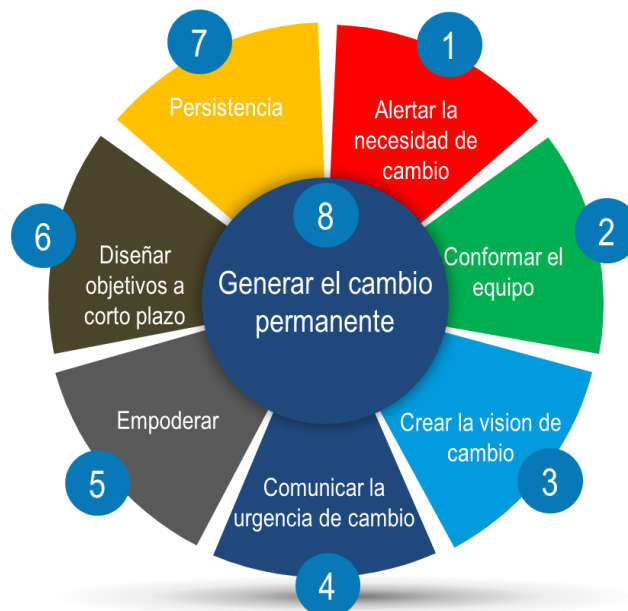 1
Alertar la
necesidad de
cambio
2
Conformar el
equipo
3
Crear la vision de
cambio
4
Comunicar la
urgencia de cambio
5
Empoderar
6
Diseñar
objetivos a
corto plazo
7
Persistencia
8
Generar el cambio
permanente